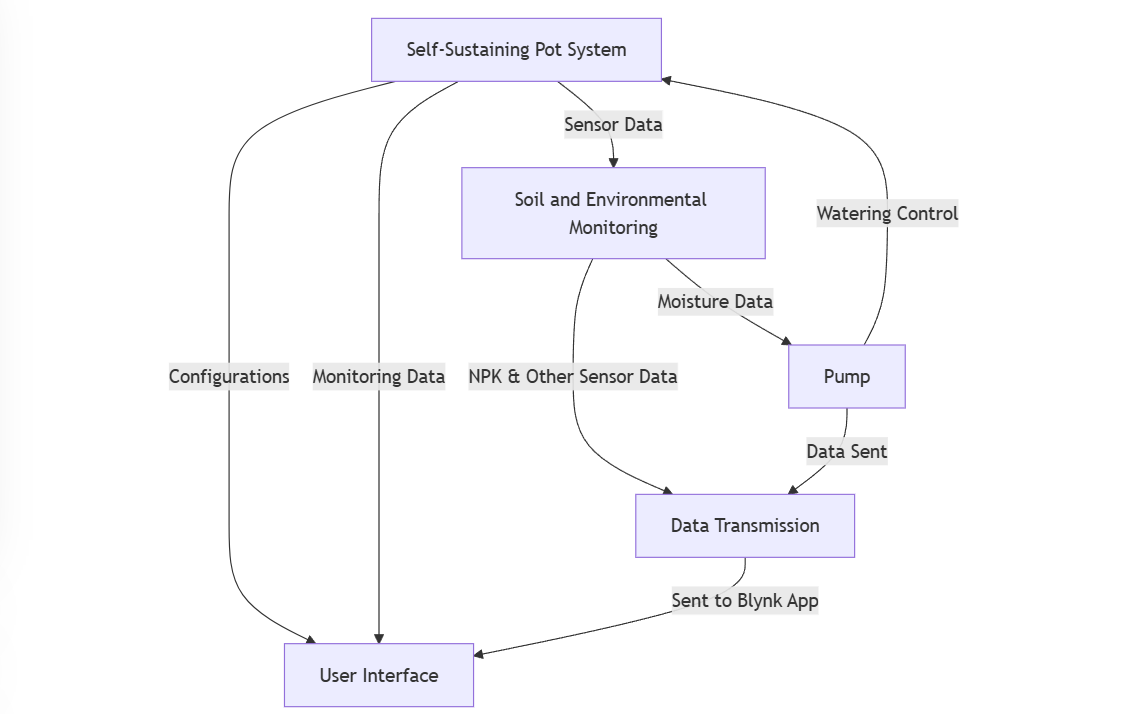 Self-Sustaining Pot System
Sensor Data
Soil and Environmental
Monitoring
Watering Control
Moisture Data
Configurations
Monitoring Data
NPK & Other Sensor Data
Pump
Data Sent
Data Transmission
Sent to Blynk App
User Interface